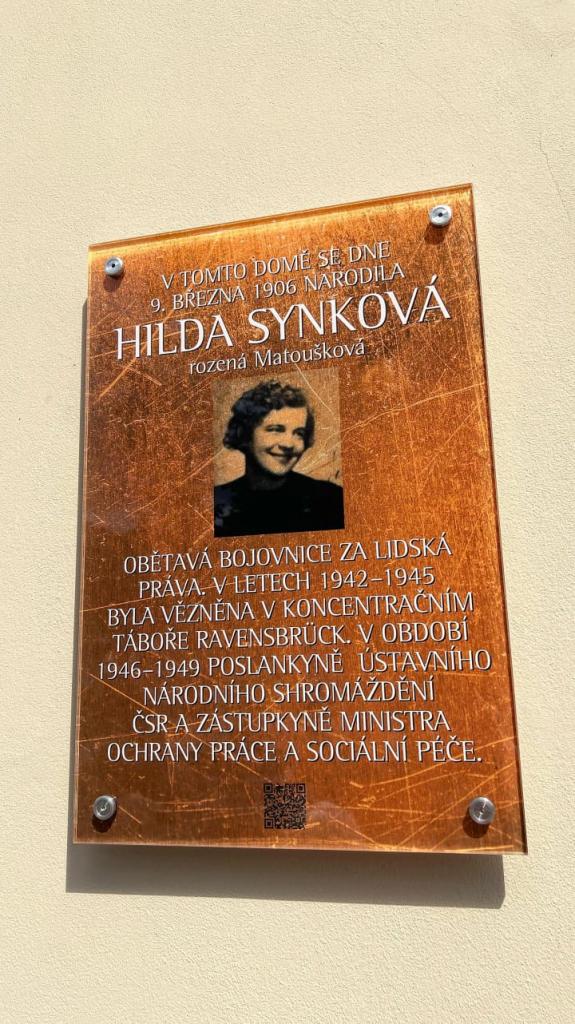 V TOMTO DOMĚ SE DNE
9. BŘEZNA 1906 NARODILA
HILDA SYNKOVÁ
rozená Matoušková
OBĚTAVÁ BOJOVNICE ZA LIDSKÁ
PRÁVA. V LETECH 1942–1945
BYLA VĚZNĚNA V KONCENTRAČNÍM
TÁBOŘE RAVENSBRÜCK. V OBDOBÍ
1946–1949 POSLANKYNĚ ÚSTAVNÍHO
NÁRODNÍHO SHROMÁŽDĚNÍ
ČSR A ZÁSTUPKYNĚ MINISTRA
OCHRANY PRÁCE A SOCIÁLNÍ PÉČE.